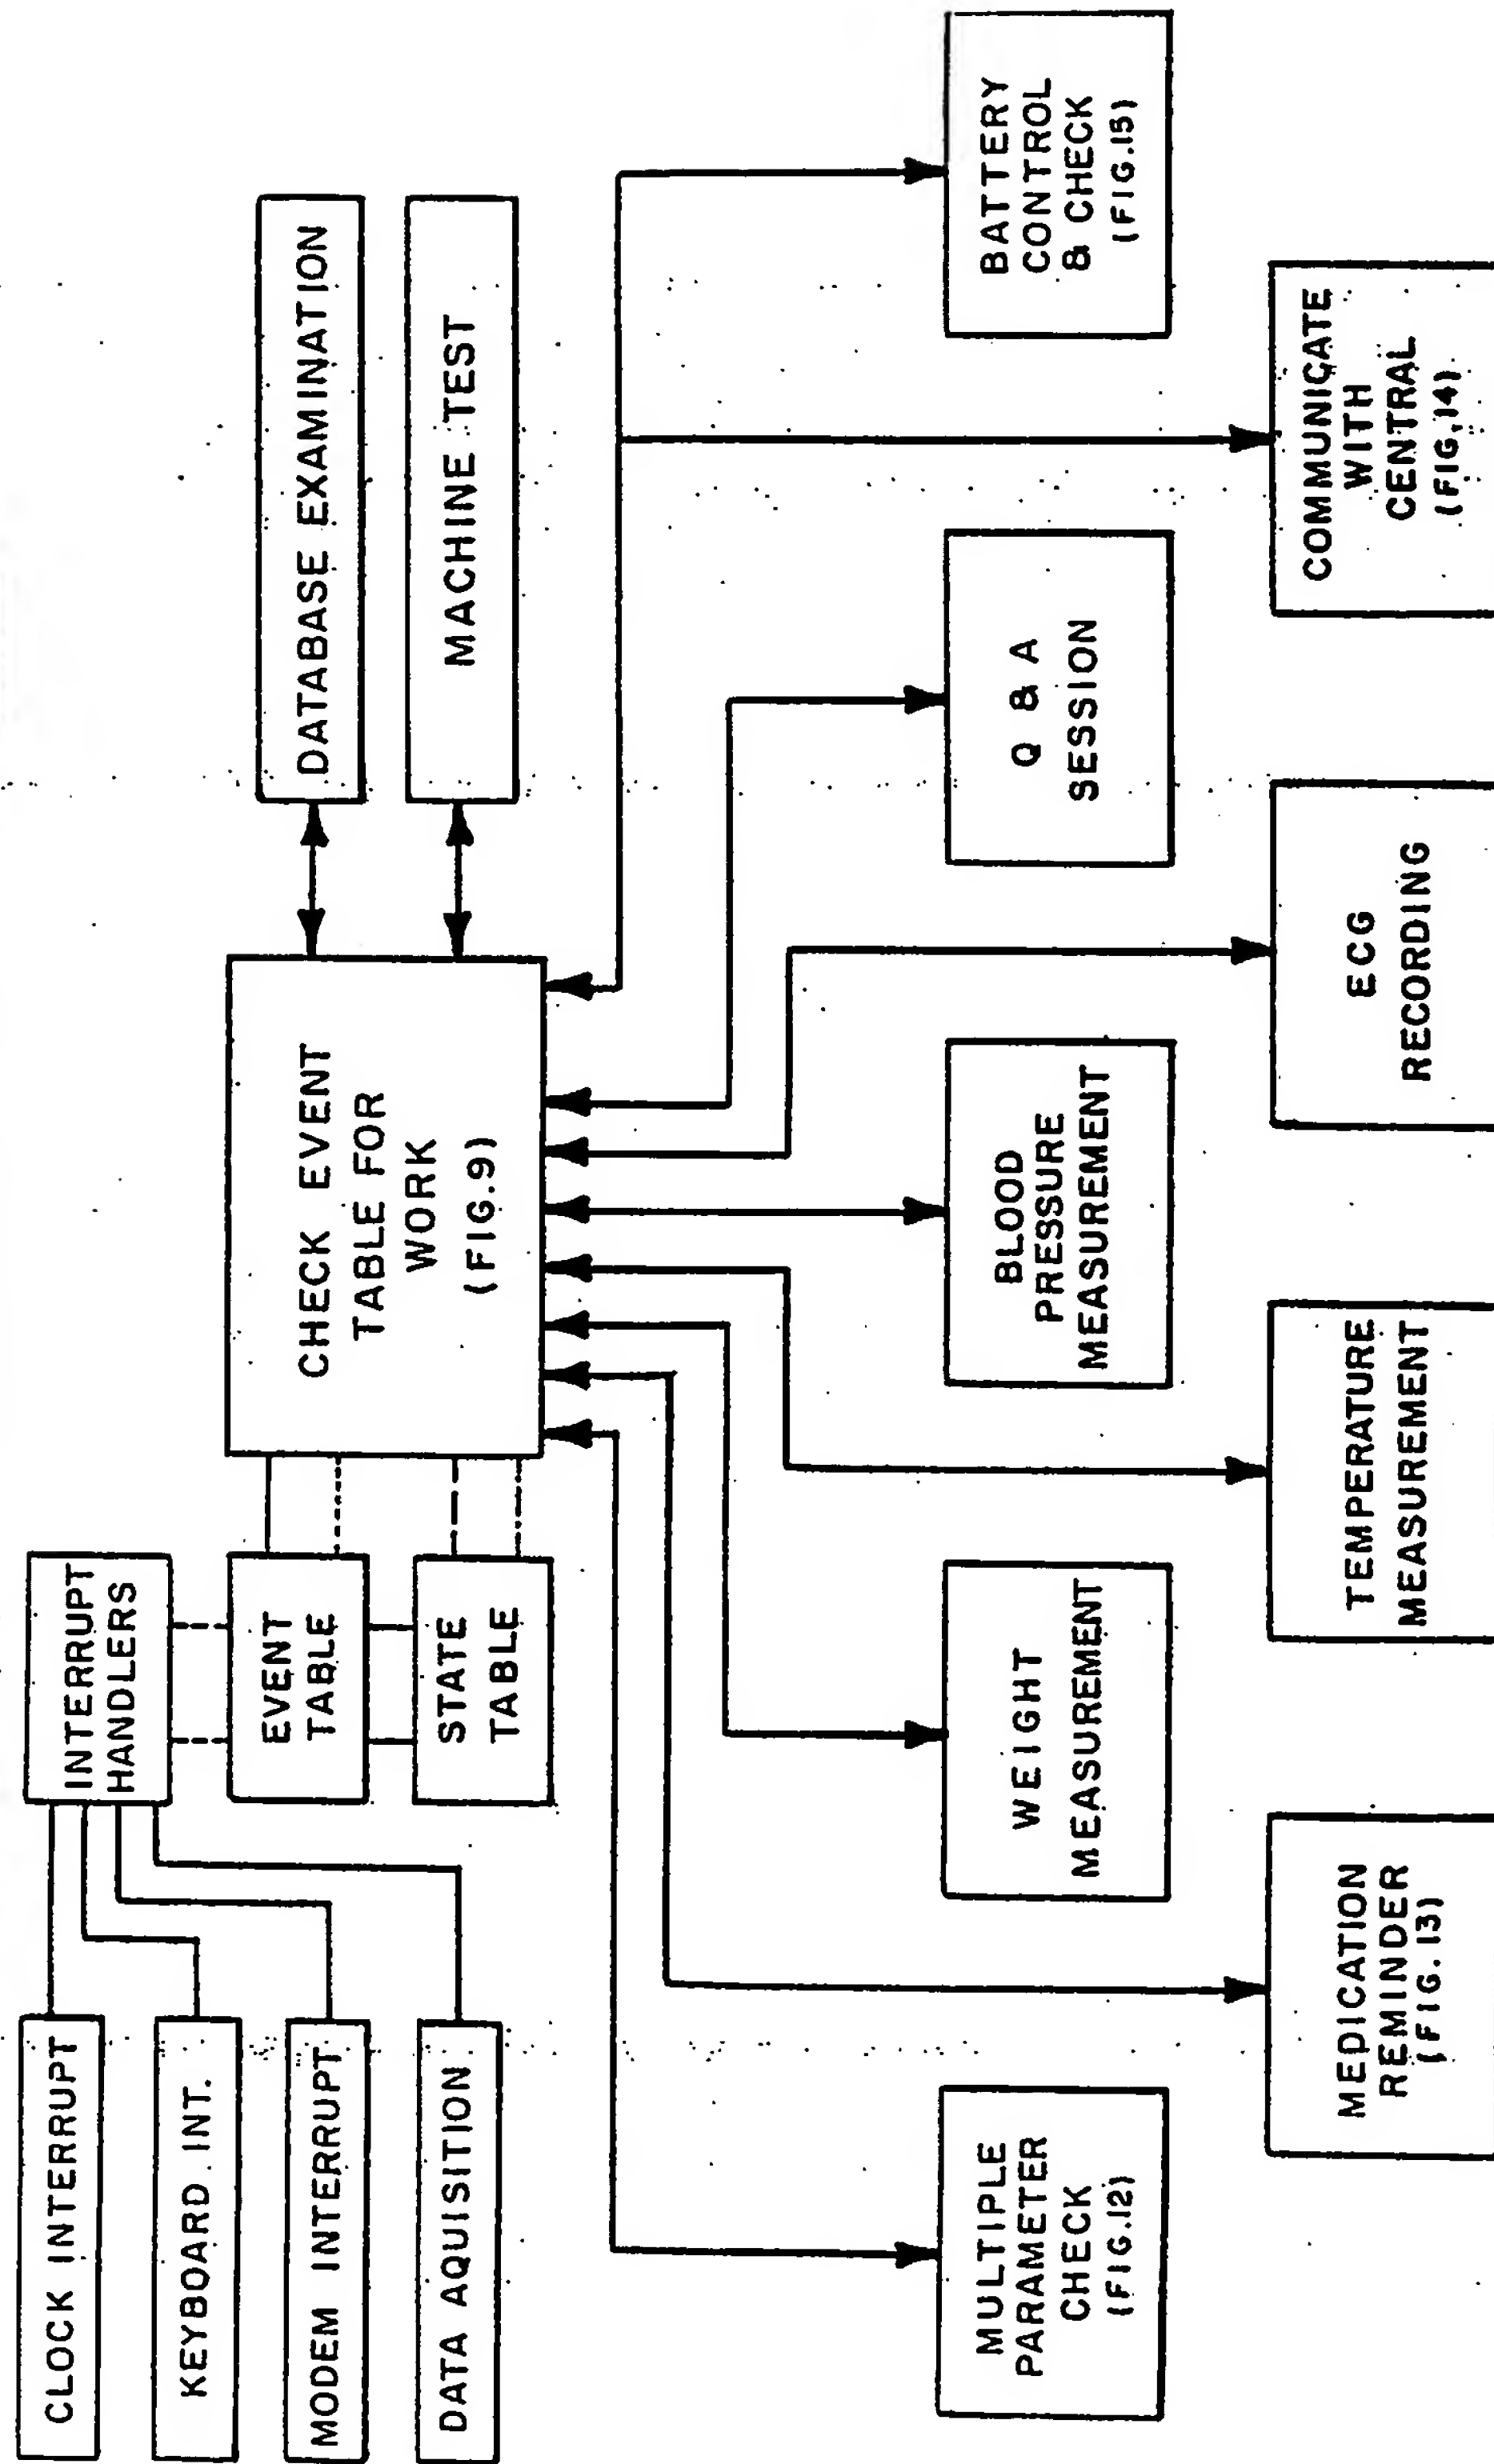 CLOCK INTERRUPT
KEYBOARD INT.
MODEM INTERRUPT
DATA AQUISITION
INTERRUPT
HANDLERS
EVENT
TABLE
STATE
TABLE
CHECK EVENT
TABLE FOR
WORK
(FIG.9)
DATABASE EXAMINATION
MACHINE TEST
MULTIPLE
PARAMETER
CHECK
(FIG.12)
WEIGHT
MEASUREMENT
BLOOD
PRESSURE
MEASUREMENT
Q & A
SESSION
BATTERY
CONTROL
& CHECK
(FIG.15)
MEDICATION
REMINDER
(FIG.13)
TEMPERATURE
MEASUREMENT
ECG
RECORDING
COMMUNICATE
WITH
CENTRAL
(FIG,14)